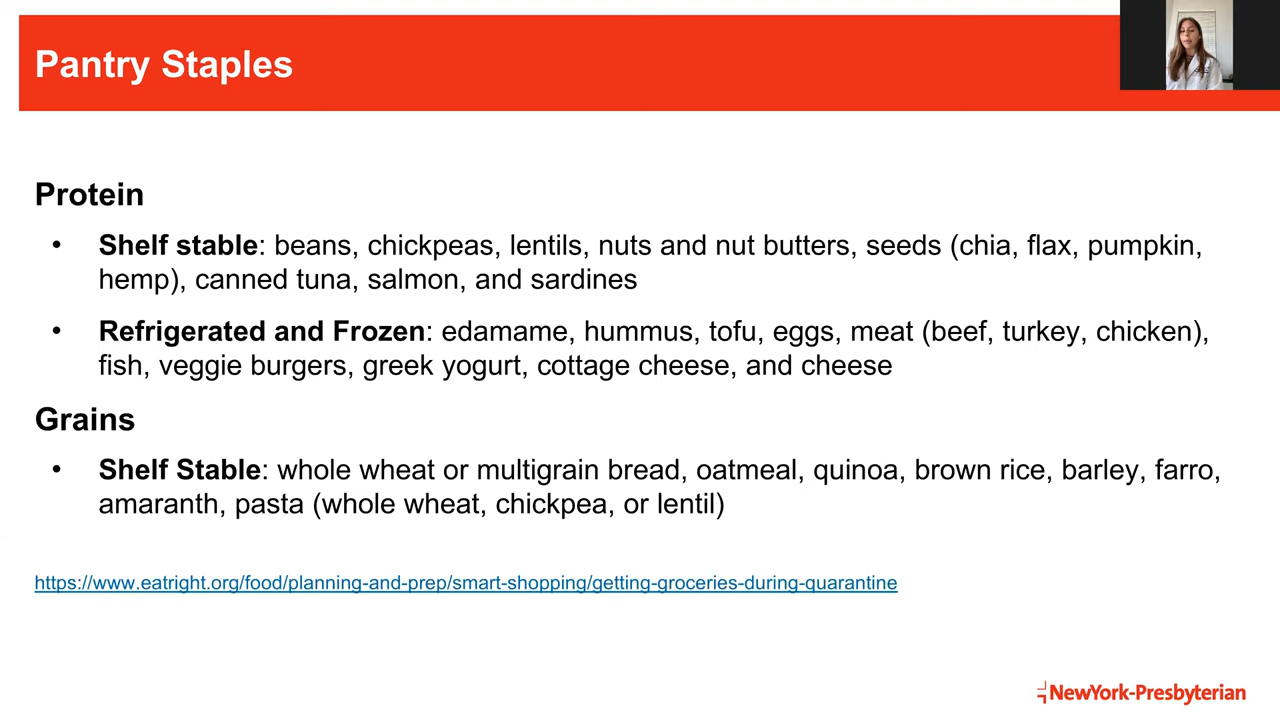 Pantry Staples
Protein
• Shelf stable: beans, chickpeas, lentils, nuts and nut butters, seeds (chia, flax, pumpkin,
hemp), canned tuna, salmon, and sardines
• Refrigerated and Frozen: edamame, hummus, tofu, eggs, meat (beef, turkey, chicken),
fish, veggie burgers, greek yogurt, cottage cheese, and cheese
Grains
• Shelf Stable: whole wheat or multigrain bread, oatmeal, quinoa, brown rice, barley, farro,
amaranth, pasta (whole wheat, chickpea, or lentil)
https://www.eatright.org/food/planning-and-prep/smart-shopping/getting-groceries-during-quarantine
NewYork-Presbyterian